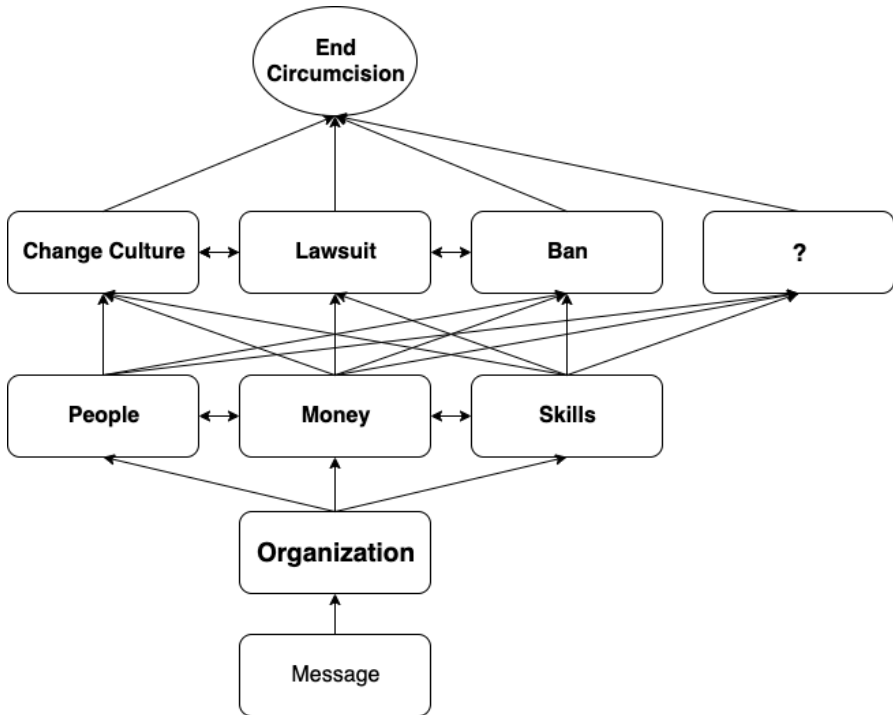 End
Circumcision
Change Culture
Lawsuit
Ban
?
People
Money
Skills
Organization
Message